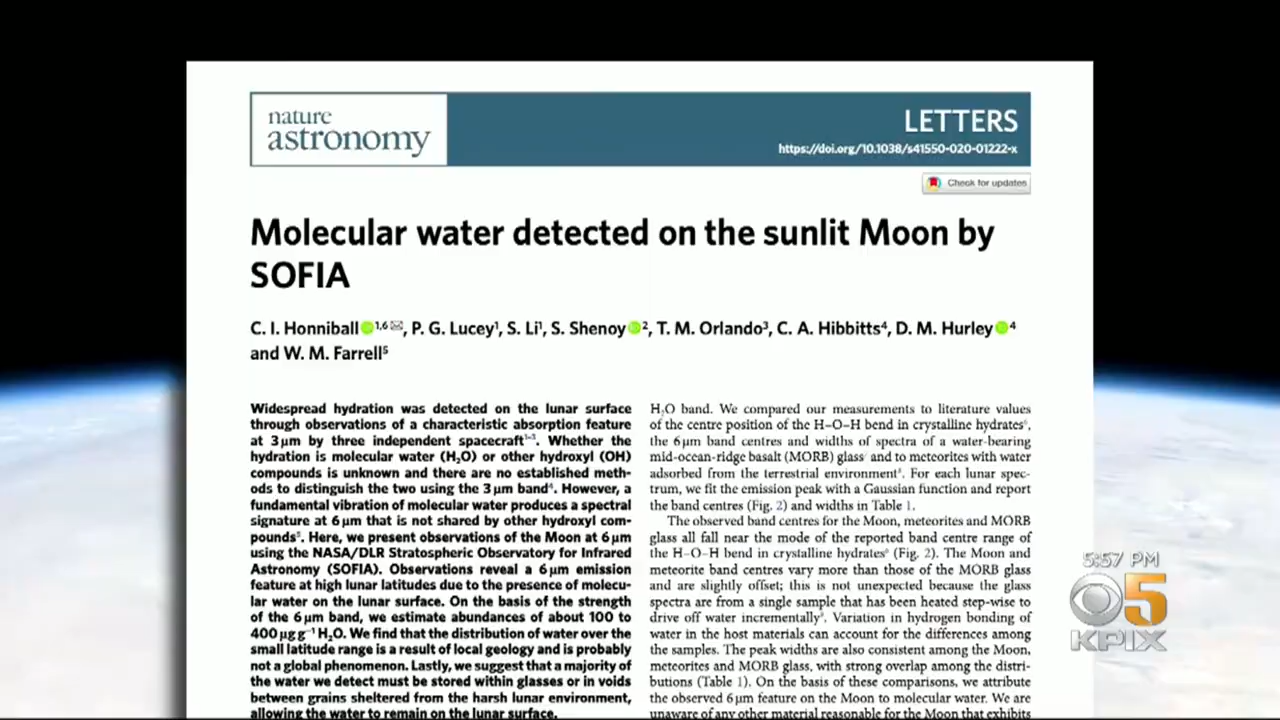 nature
astronomy
LETTERS
https://doi.org/10.1038/s41550-020-01222-x
Check for updates
Molecular water detected on the sunlit Moon by
SOFIA
C. I. Honniball 1,6, P. G. Lucey1, S. Li1, S. Shenoy 2, T. M. Orlando3, C. A. Hibbitts4, D. M. Hurley 4
and W. M. Farrell5
Widespread hydration was detected on the lunar surface
through observations of a characteristic absorption feature
at 3 μm by three independent spacecraft1–3. Whether the
hydration is molecular water (H2O) or other hydroxyl (OH)
compounds is unknown and there are no established meth-
ods to distinguish the two using the 3 μm band4. However, a
fundamental vibration of molecular water produces a spectral
signature at 6 μm that is not shared by other hydroxyl com-
pounds5. Here, we present observations of the Moon at 6 μm
using the NASA/DLR Stratospheric Observatory for Infrared
Astronomy (SOFIA). Observations reveal a 6 μm emission
feature at high lunar latitudes due to the presence of molecu-
lar water on the lunar surface. On the basis of the strength
of the 6 μm band, we estimate abundances of about 100 to
400 μg g−1 H2O. We find that the distribution of water over the
small latitude range is a result of local geology and is probably
not a global phenomenon. Lastly, we suggest that a majority of
the water we detect must be stored within glasses or in voids
between grains sheltered from the harsh lunar environment,
allowing the water to remain on the lunar surface.
H2O band. We compared our measurements to literature values
of the centre position of the H–O–H bend in crystalline hydrates,
the 6 μm band centres and widths of spectra of a water-bearing
mid-ocean-ridge basalt (MORB) glass and to meteorites with water
adsorbed from the terrestrial environment. For each lunar spec-
trum, we fit the emission peak with a Gaussian function and report
the band centres (Fig. 2) and widths in Table 1.
The observed band centres for the Moon, meteorites and MORB
glass all fall near the mode of the reported band centre range of
the H–O–H bend in crystalline hydrates (Fig. 2). The Moon and
meteorite band centres vary more than those of the MORB glass
and are slightly offset; this is not unexpected because the glass
spectra are from a single sample that has been heated step-wise to
drive off water incrementally. Variation in hydrogen bonding of
water in the host materials can account for the differences among
the samples. The peak widths are also consistent among the Moon,
meteorites and MORB glass, with strong overlap among the distri-
butions (Table 1). On the basis of these comparisons, we attribute
the observed 6 μm feature on the Moon to molecular water. We are
unaware of any other material reasonable for the Moon that exhibits
5:57 PM
5
KPIX